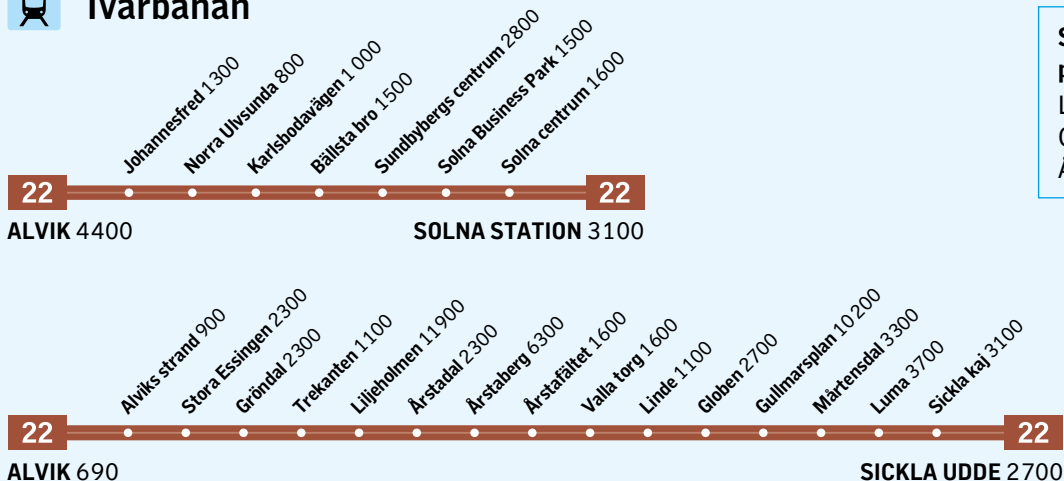 Tvärbanan
Johannesfred 1300
Norra Ulvsunda 800
Karlsbodavägen 1 000
Bällsta bro 1500
Sundbybergs centrum 2800
Solna Business Park 1500
Solna centrum 1600
22 22
ALVIK 4400 SOLNA STATION 3100
Alviks strand 900
Stora Essingen 2300
Gröndal 2300
Trekanten 1100
Liljeholmen 11 900
Årstadal 2300
Årstaberg 6300
Årstafältet 1600
Valla torg 1600
Linde 1100
Globen 2700
Gullmarsplan 10 200
Mårtensdal 3300
Luma 3700
Sickla kaj 3100
22 22
ALVIK 690 SICKLA UDDE 2700